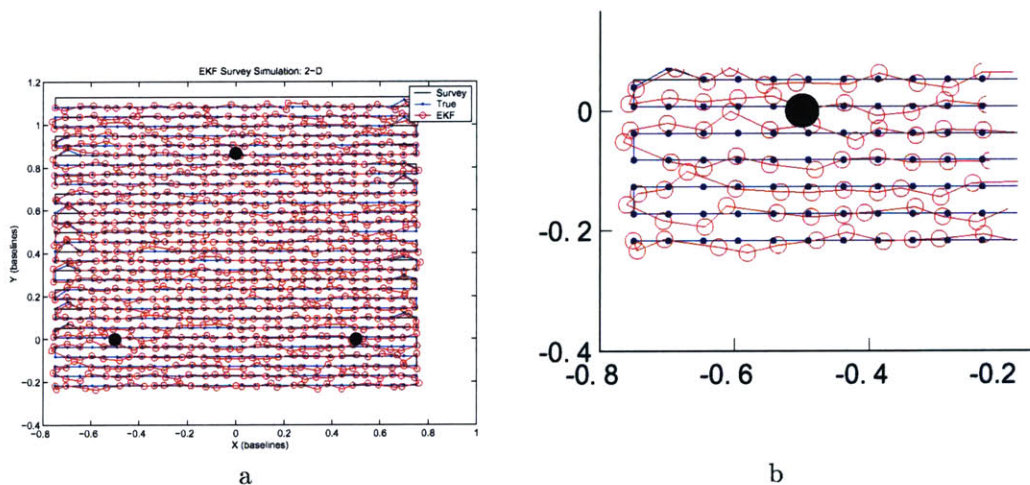 EKF Survey Simulation: 2-D
Survey
True
EKF
1.2
1
0.8
0.6
0.4
0.2
0
-0.2
-0.4
Y (baselines)
-0.8 -0.6 -0.4 -0.2 0 0.2 0.4 0.6 0.8 1
X (baselines)
a
0
-0.2
-0.4
-0.8 -0.6 -0.4 -0.2
b